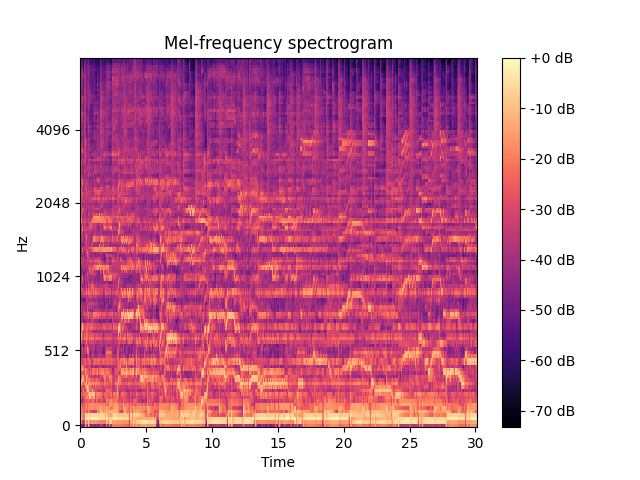 Mel-frequency spectrogram
+0 dB
-10 dB
-20 dB
-30 dB
-40 dB
-50 dB
-60 dB
-70 dB
4096
2048
1024
512
0
Hz
0 5 10 15 20 25 30
Time